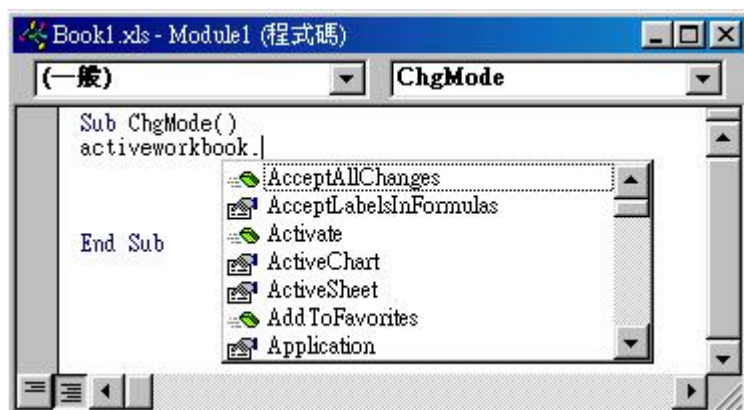 Book1.xls - Module1 (程式碼)
(一般)
ChgMode
Sub ChgMode()
activeworkbook.
AcceptAllChanges
AcceptLabelsInFormulas
Activate
ActiveChart
ActiveSheet
AddToFavorites
Application
End Sub